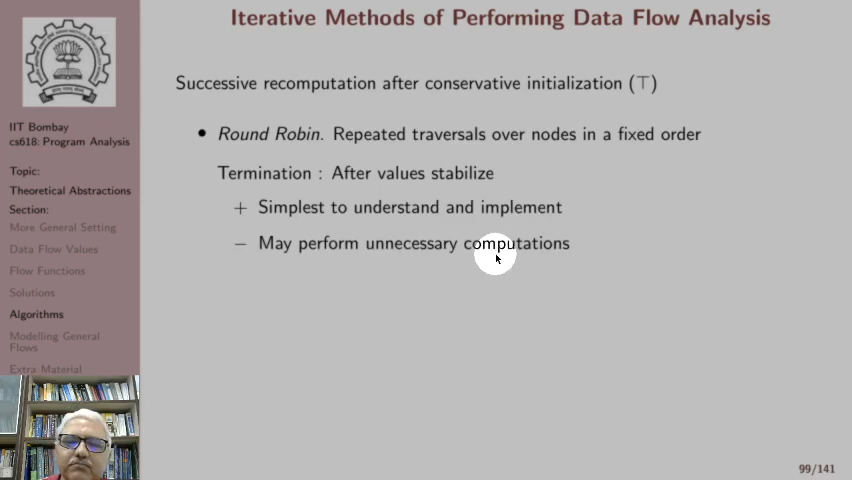 Iterative Methods of Performing Data Flow Analysis
IIT Bombay
cs618: Program Analysis
Topic:
Theoretical Abstractions
Section:
More General Setting
Data Flow Values
Flow Functions
Solutions
Algorithms
Modelling General
Flows
Extra Material
Successive recomputation after conservative initialization (⊤)
• Round Robin. Repeated traversals over nodes in a fixed order
Termination : After values stabilize
+ Simplest to understand and implement
− May perform unnecessary computations
99/141